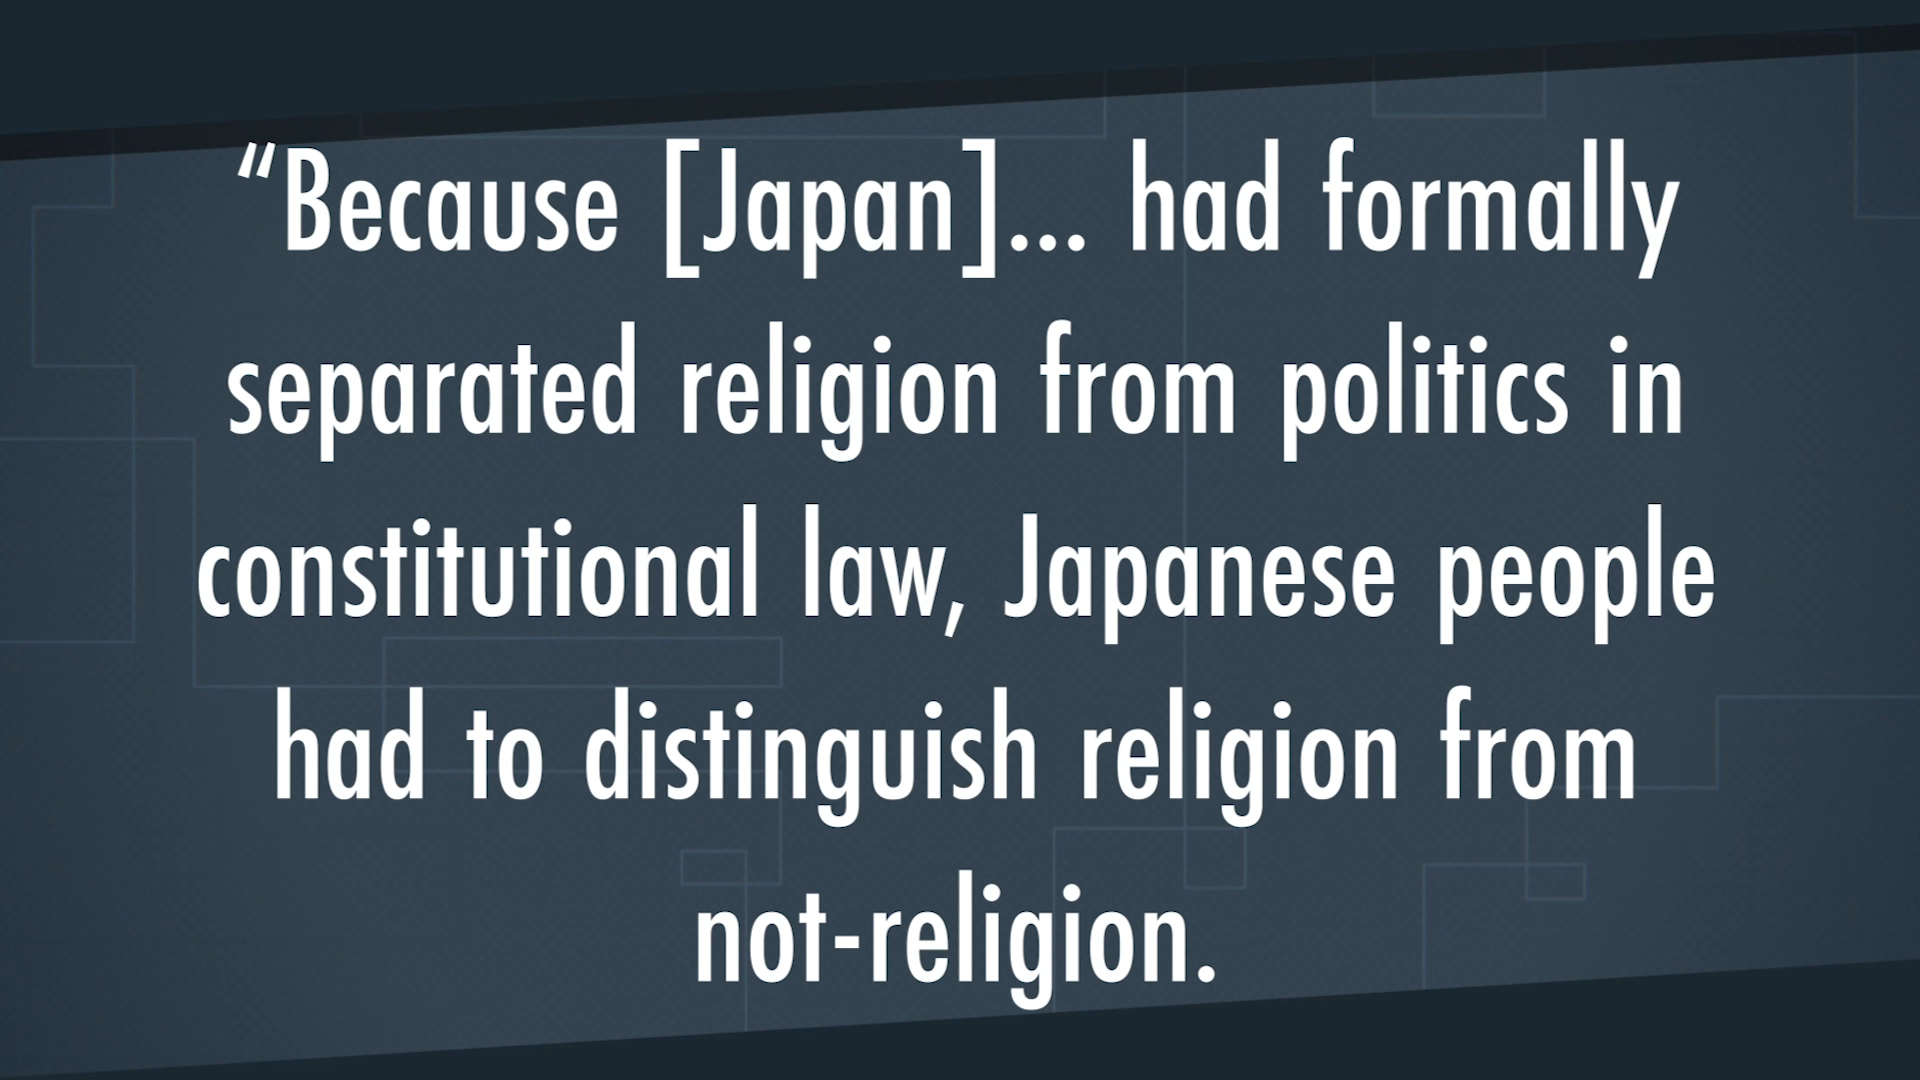 “Because [Japan]... had formally
separated religion from politics in
constitutional law, Japanese people
had to distinguish religion from
not-religion.